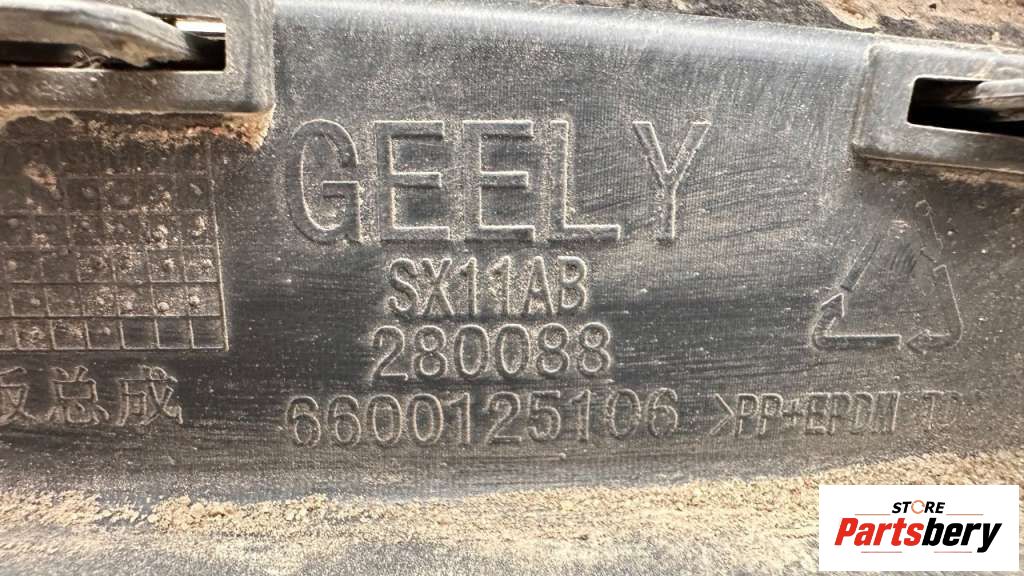 GEELY
SX11AB
280088
板总成
6600125106 >PP+EPDM
STORE
Partsbery